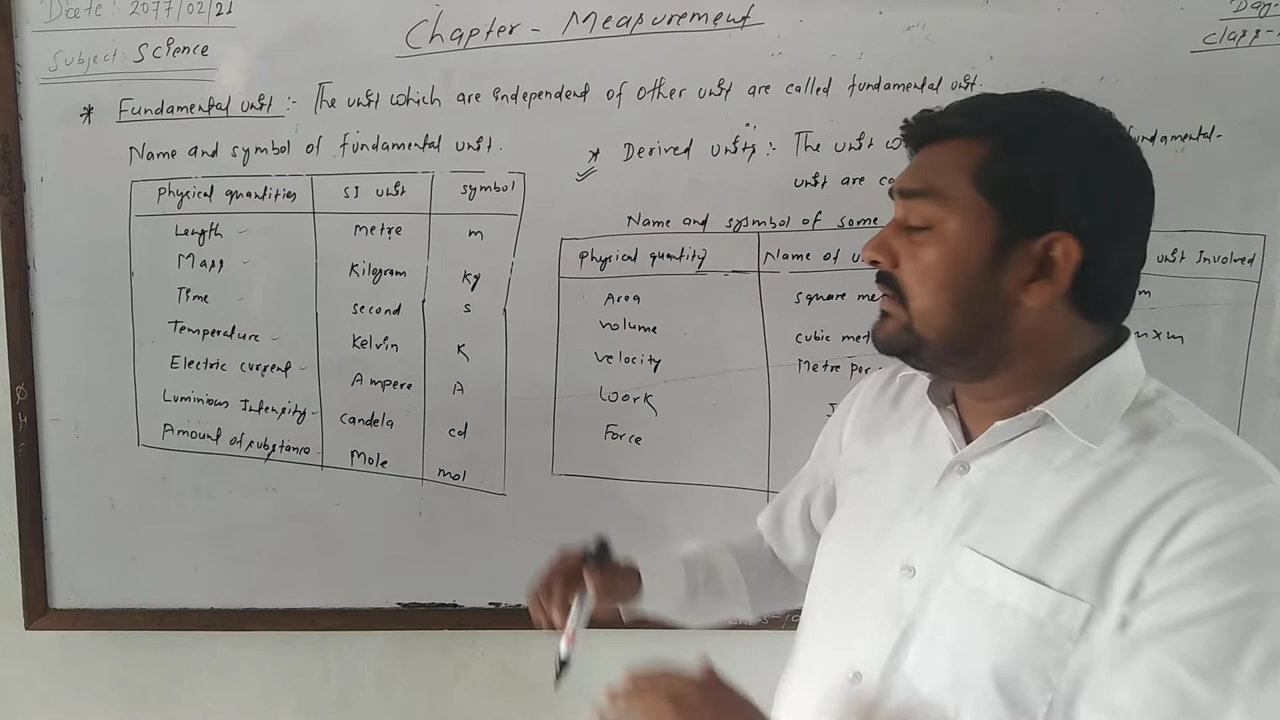 Date: 2077/02/21
Subject: Science
Chapter - Measurement
Day-
Class-
* Fundamental unit :- The unit which are independent of other unit are called fundamental unit.
Name and symbol of fundamental unit.
Physical quantities SI unit symbol
Length - metre m
Mass - Kilogram kg
Time second s
Temperature - Kelvin K
Electric current - Ampere A
Luminious Intensity - candela cd
Amount of substance - Mole mol
* Derived units :- The unit fundamental-
unit are
Name and sysmbol of some
Physical quantity Name of unit Involved
Area square m
volume cubic m×m
velocity Metre per
Work
Force